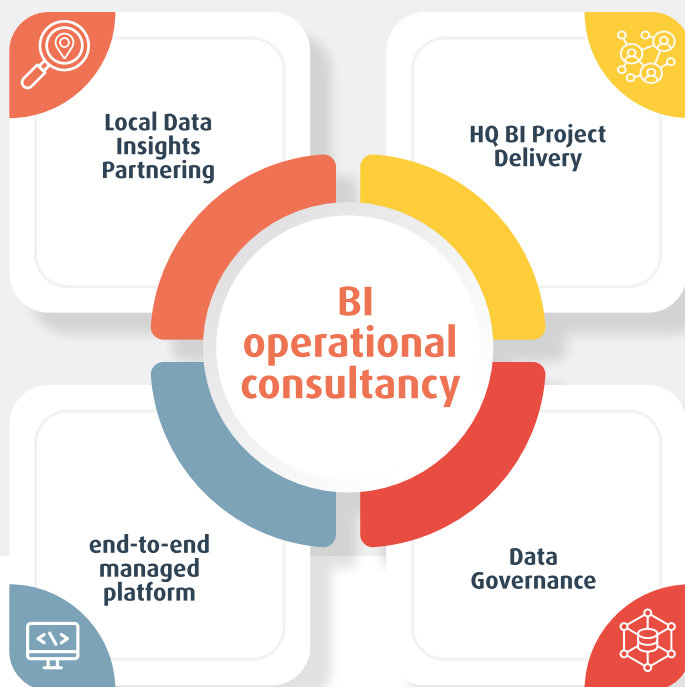 Local Data
Insights
Partnering
HQ BI Project
Delivery
BI
operational
consultancy
end-to-end
managed
platform
Data
Governance